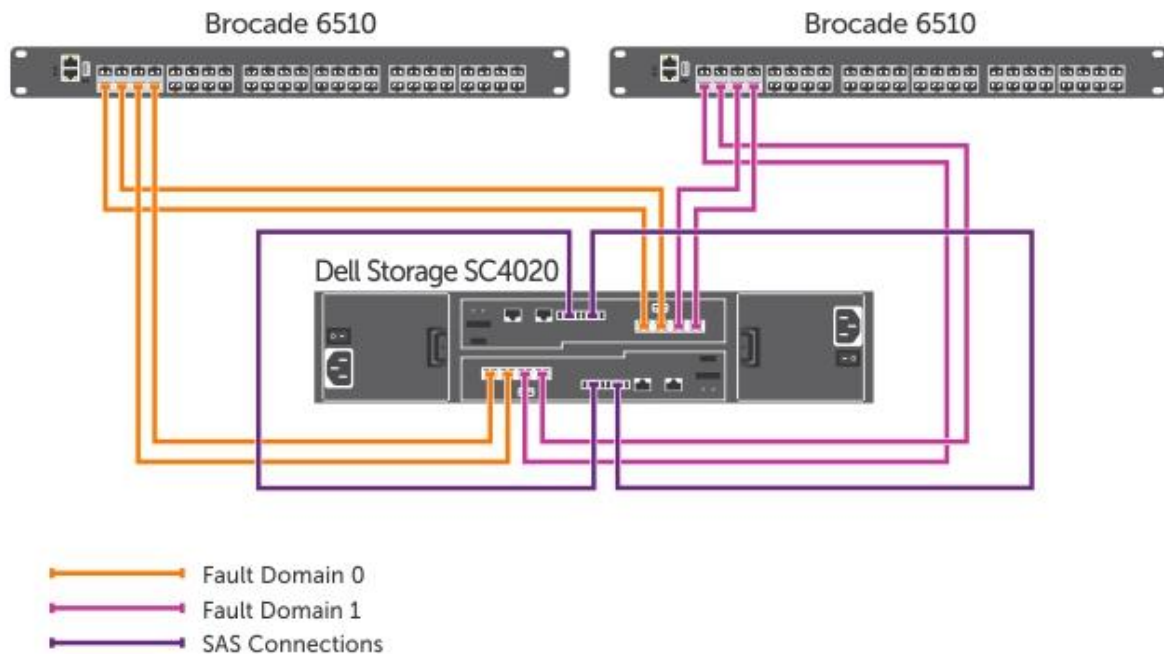 Brocade 6510
Brocade 6510
Dell Storage SC4020
Fault Domain 0
Fault Domain 1
SAS Connections